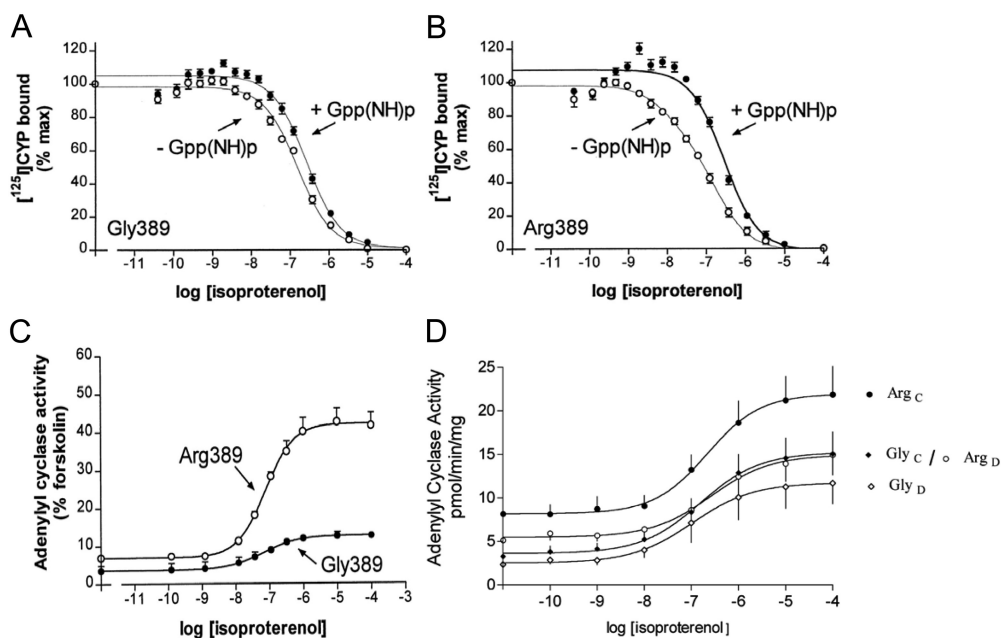 A
[125I]CYP bound
(% max)
120
100
80
60
40
20
0
+ Gpp(NH)p
- Gpp(NH)p
Gly389
-11 -10 -9 -8 -7 -6 -5 -4
log [isoproterenol]
B
[125I]CYP bound
(% max)
120
100
80
60
40
20
0
+ Gpp(NH)p
- Gpp(NH)p
Arg389
-11 -10 -9 -8 -7 -6 -5 -4
log [isoproterenol]
C
Adenylyl cyclase activity
(% forskolin)
60
50
40
30
20
10
0
Arg389
Gly389
-11 -10 -9 -8 -7 -6 -5 -4 -3
log [isoproterenol]
D
Adenylyl Cyclase Activity
pmol/min/mg
25
20
15
10
5
0
Arg C
Gly C / Arg D
Gly D
-10 -9 -8 -7 -6 -5 -4
log [isoproterenol]